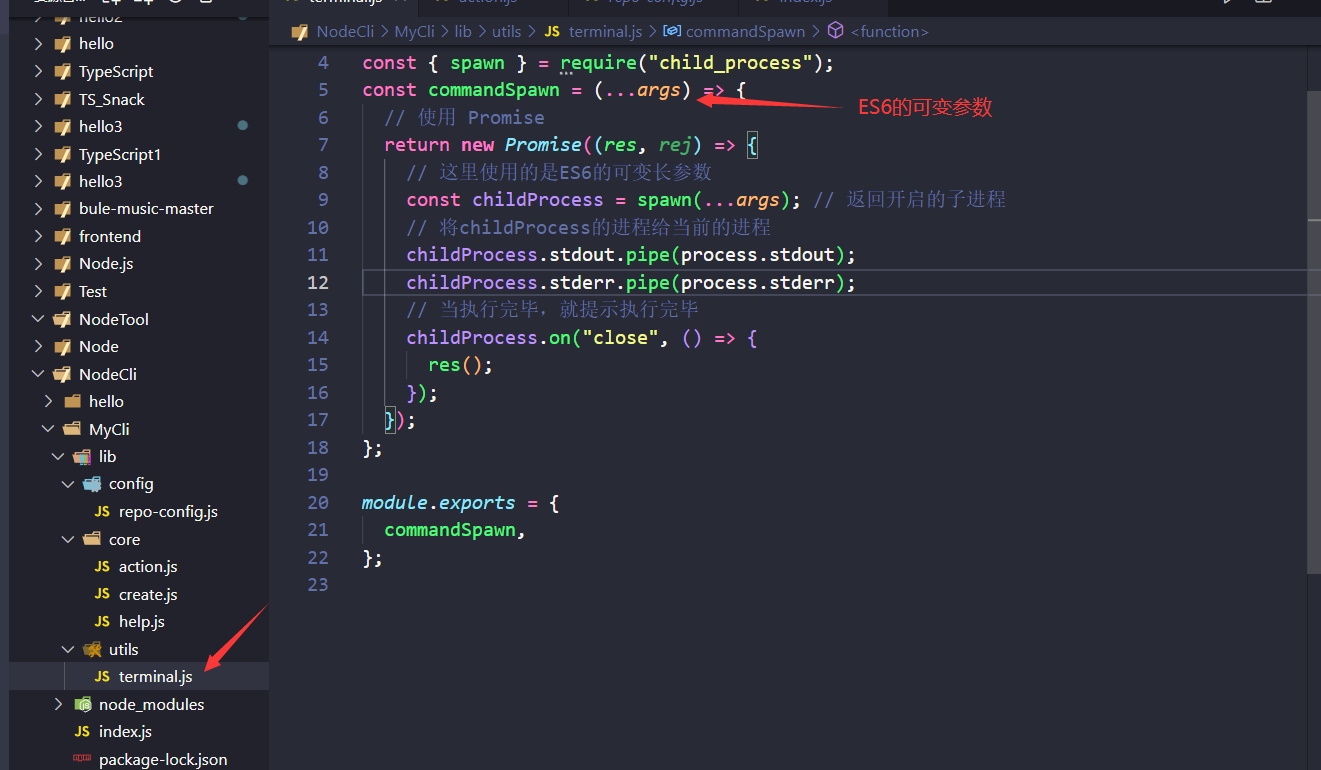 terminal.js
action.js
repo-config.js
index.js
hello2
hello
TypeScript
TS_Snack
hello3
TypeScript1
hello3
bule-music-master
frontend
Node.js
Test
NodeTool
Node
NodeCli
hello
MyCli
lib
config
JS repo-config.js
core
JS action.js
JS create.js
JS help.js
utils
JS terminal.js
node_modules
JS index.js
package-lock.json
NodeCli > MyCli > lib > utils > JS terminal.js > commandSpawn > <function>
4 const { spawn } = require("child_process");
5 const commandSpawn = (...args) => {
ES6的可变参数
6 // 使用 Promise
7 return new Promise((res, rej) => {
8 // 这里使用的是ES6的可变长参数
9 const childProcess = spawn(...args); // 返回开启的子进程
10 // 将childProcess的进程给当前的进程
11 childProcess.stdout.pipe(process.stdout);
12 childProcess.stderr.pipe(process.stderr);
13 // 当执行完毕，就提示执行完毕
14 childProcess.on("close", () => {
15 res();
16 });
17 });
18 };
19
20 module.exports = {
21 commandSpawn,
22 };
23